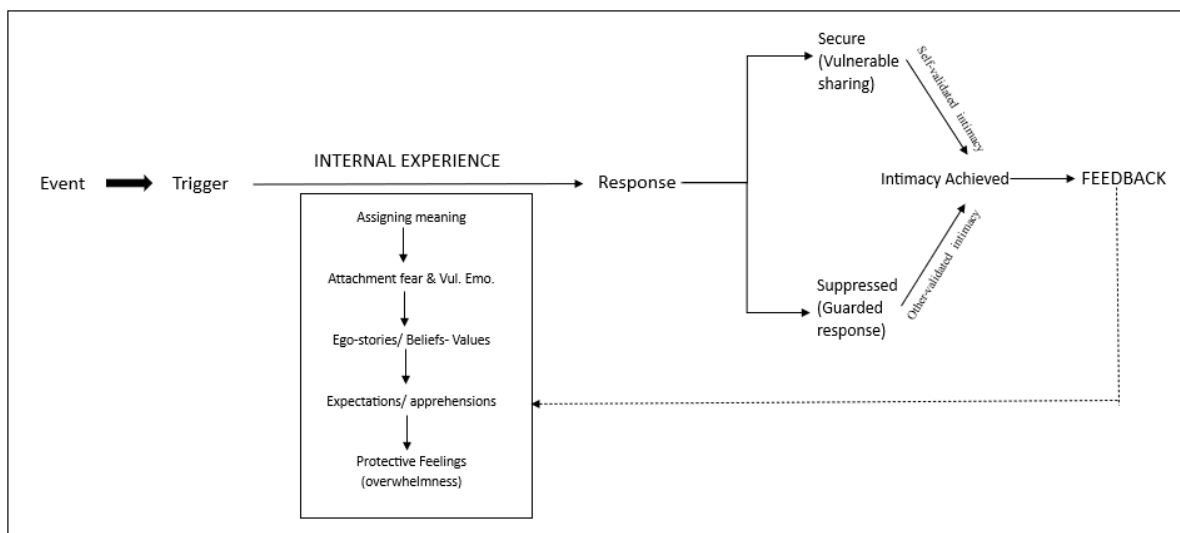 Secure
(Vulnerable
sharing)
Self-validated intimacy
INTERNAL EXPERIENCE
Event
Trigger
Response
Intimacy Achieved
FEEDBACK
Assigning meaning
Attachment fear & Vul. Emo.
Ego-stories/ Beliefs- Values
Expectations/ apprehensions
Protective Feelings
(overwhelmness)
Suppressed
(Guarded
response)
Other-validated intimacy